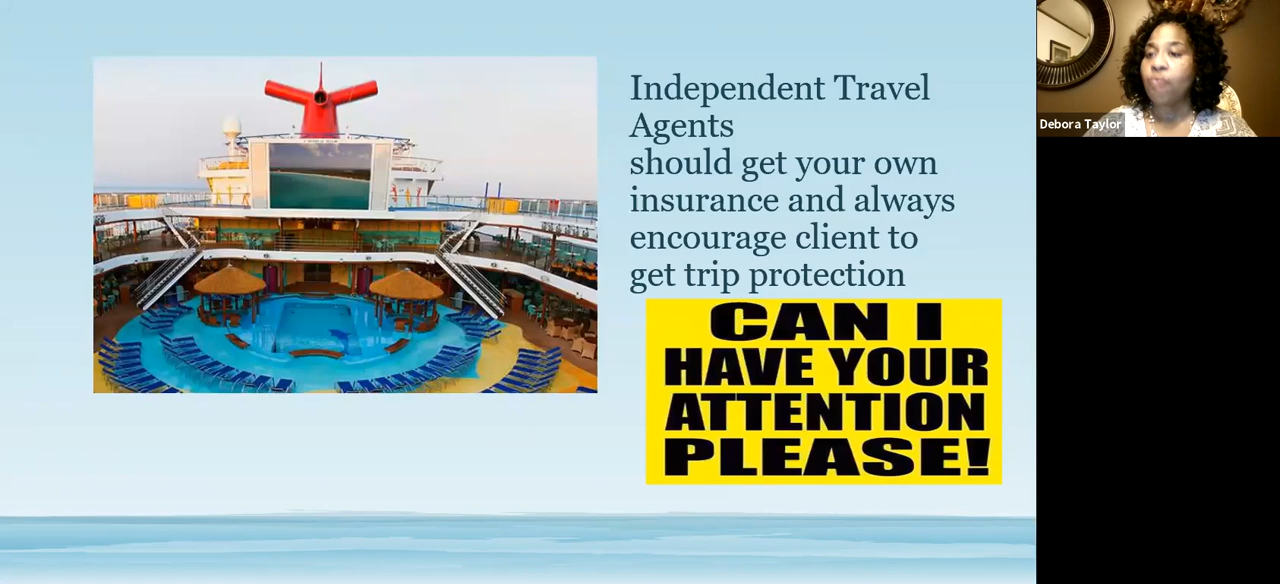 Independent Travel
Agents
should get your own
insurance and always
encourage client to
get trip protection
CAN I
HAVE YOUR
ATTENTION
PLEASE!
Debora Taylor